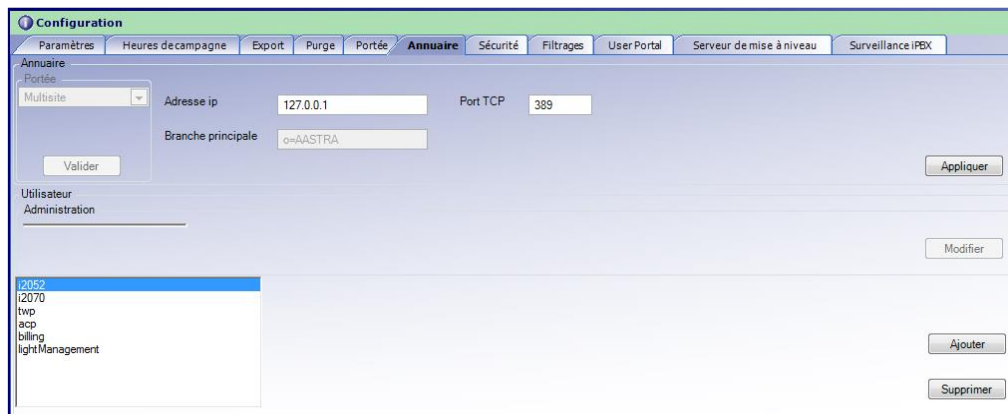 Configuration
Paramètres Heures de campagne Export Purge Portée Annuaire Sécurité Filtrages User Portal Serveur de mise à niveau Surveillance iPBX
Annuaire
Portée
Multisite
Adresse ip 127.0.0.1 Port TCP 389
Branche principale o=AASTRA
Valider
Appliquer
Utilisateur
Administration
Modifier
i2052
i2070
twp
acp
billing
lightManagement
Ajouter
Supprimer